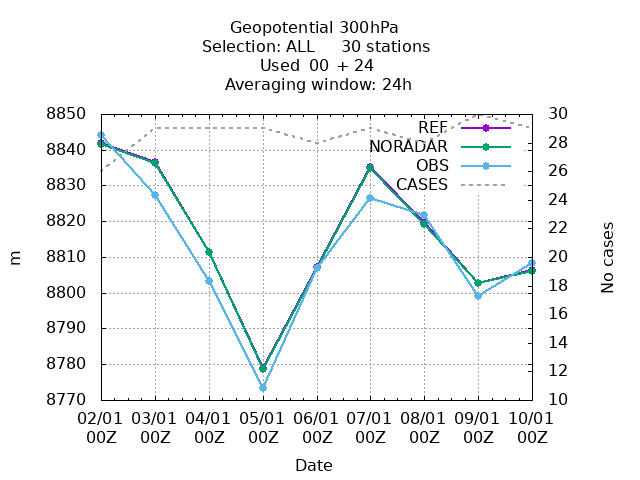 Geopotential 300hPa
Selection: ALL 30 stations
Used 00 + 24
Averaging window: 24h
8850
8840
8830
8820
8810
8800
8790
8780
8770
m
30
28
26
24
22
20
18
16
14
12
10
No cases
REF
NORADAR
OBS
CASES
02/01 03/01 04/01 05/01 06/01 07/01 08/01 09/01 10/01
00Z 00Z 00Z 00Z 00Z 00Z 00Z 00Z 00Z
Date